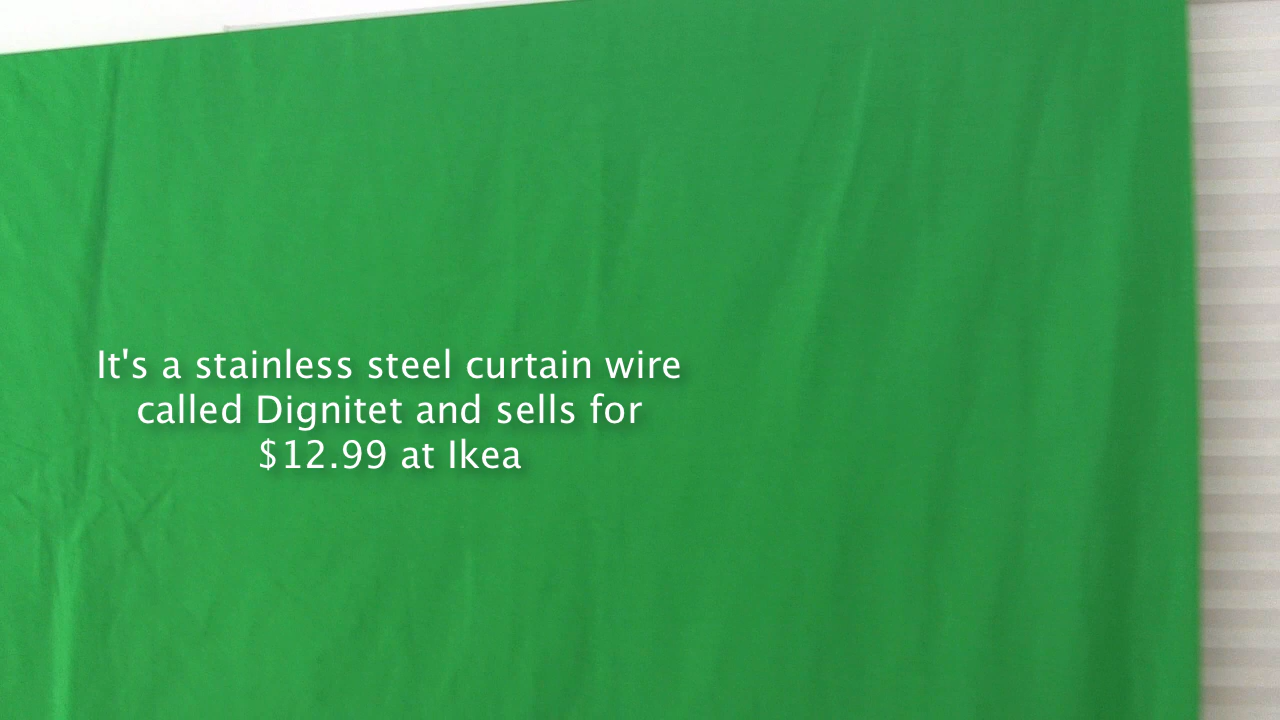 It's a stainless steel curtain wire
called Dignitet and sells for
$12.99 at Ikea